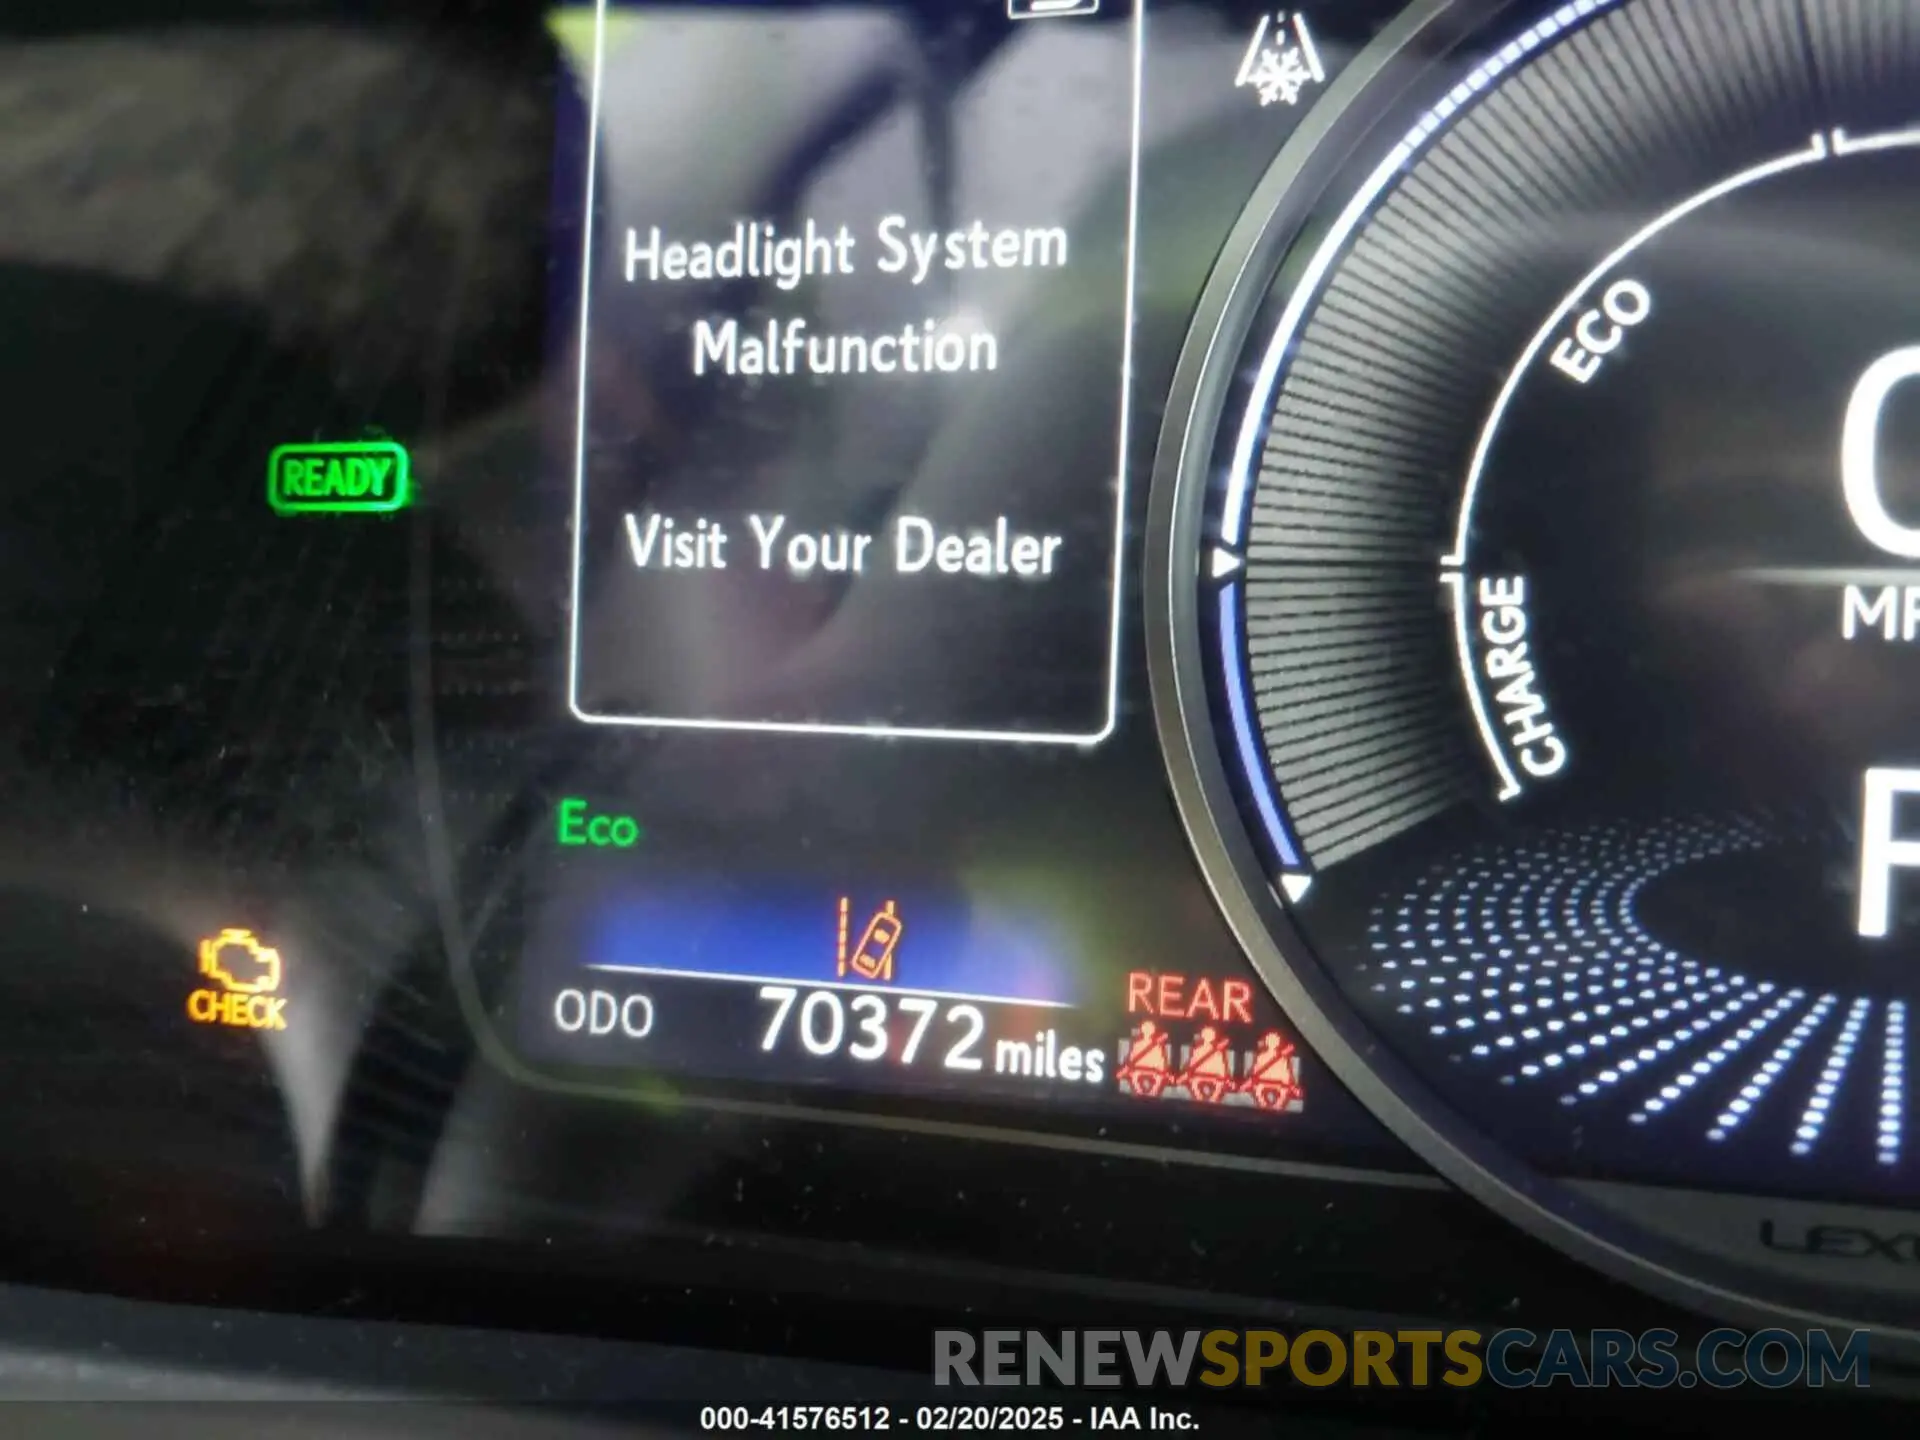 Headlight System
Malfunction
Visit Your Dealer
READY
ECO
CHARGE
Eco
CHECK
ODO 70372 miles
REAR
RENEWSPORTSCARS.COM
000-41576512 - 02/20/2025 - IAA Inc.